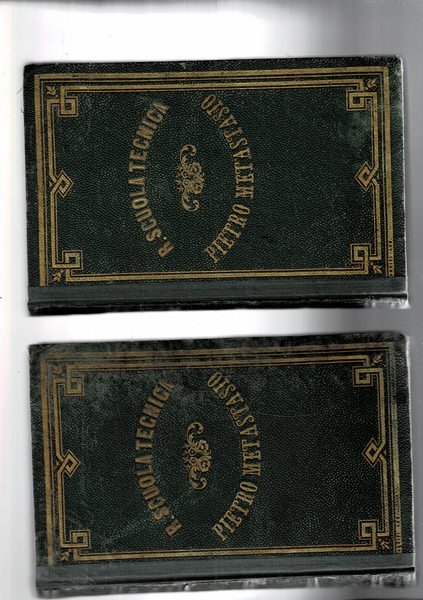 R. SCUOLA TECNICA
PIETRO METASTASIO
R. SCUOLA TECNICA
PIETRO METASTASIO